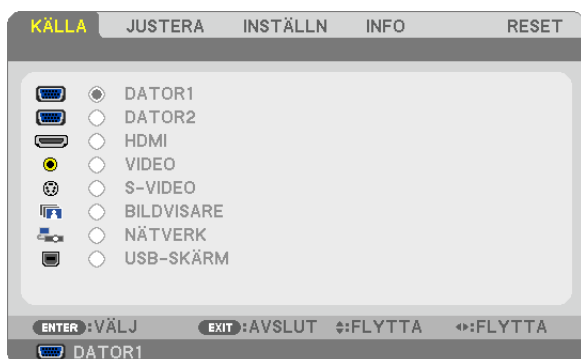 KÄLLA JUSTERA INSTÄLLN INFO RESET
DATOR1
DATOR2
HDMI
VIDEO
S-VIDEO
BILDVISARE
NÄTVERK
USB-SKÄRM
ENTER:VÄLJ EXIT:AVSLUT :FLYTTA :FLYTTA
DATOR1